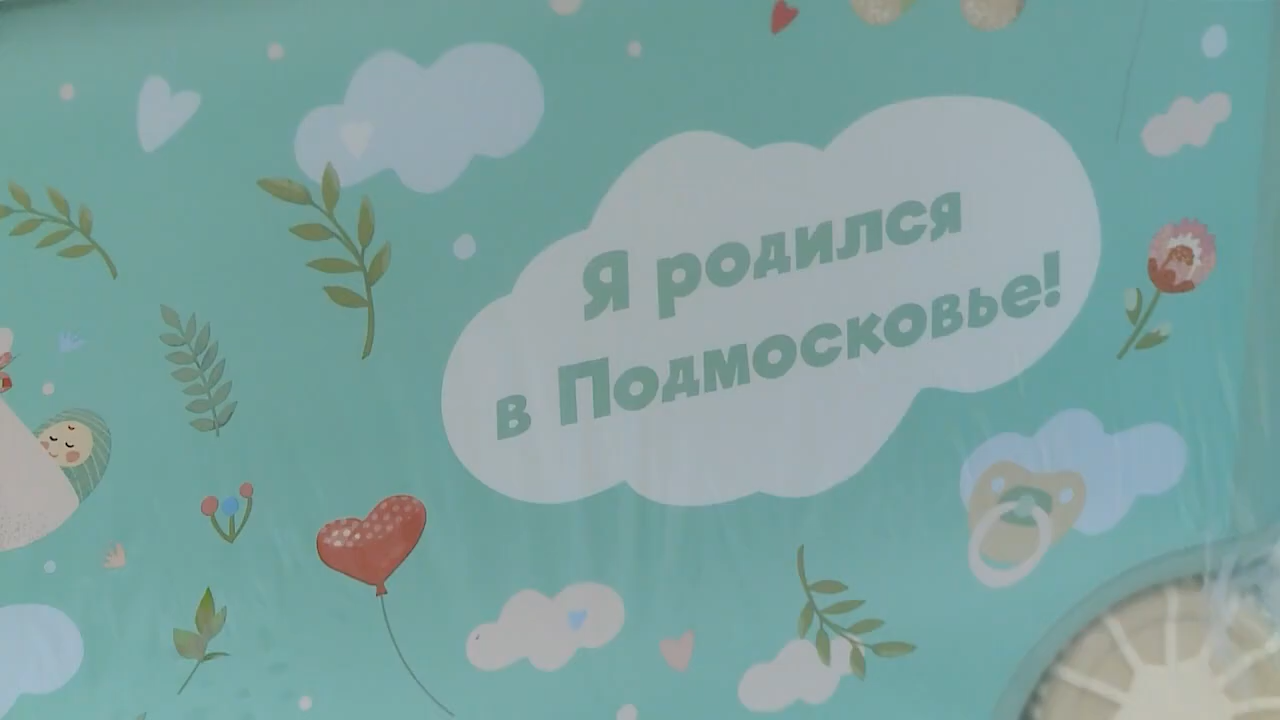 Я родился
в Подмосковье!